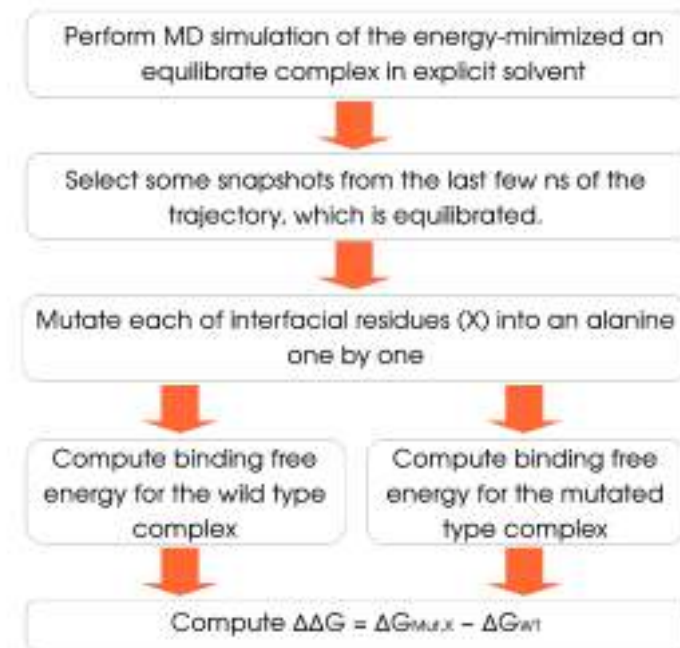 Perform MD simulation of the energy-minimized an
equilibrate complex in explicit solvent
Select some snapshots from the last few ns of the
trajectory, which is equilibrated.
Mutate each of interfacial residues (X) into an alanine
one by one
Compute binding free
energy for the wild type
complex
Compute binding free
energy for the mutated
type complex
Compute ΔΔG = ΔGMut,X – ΔGWT